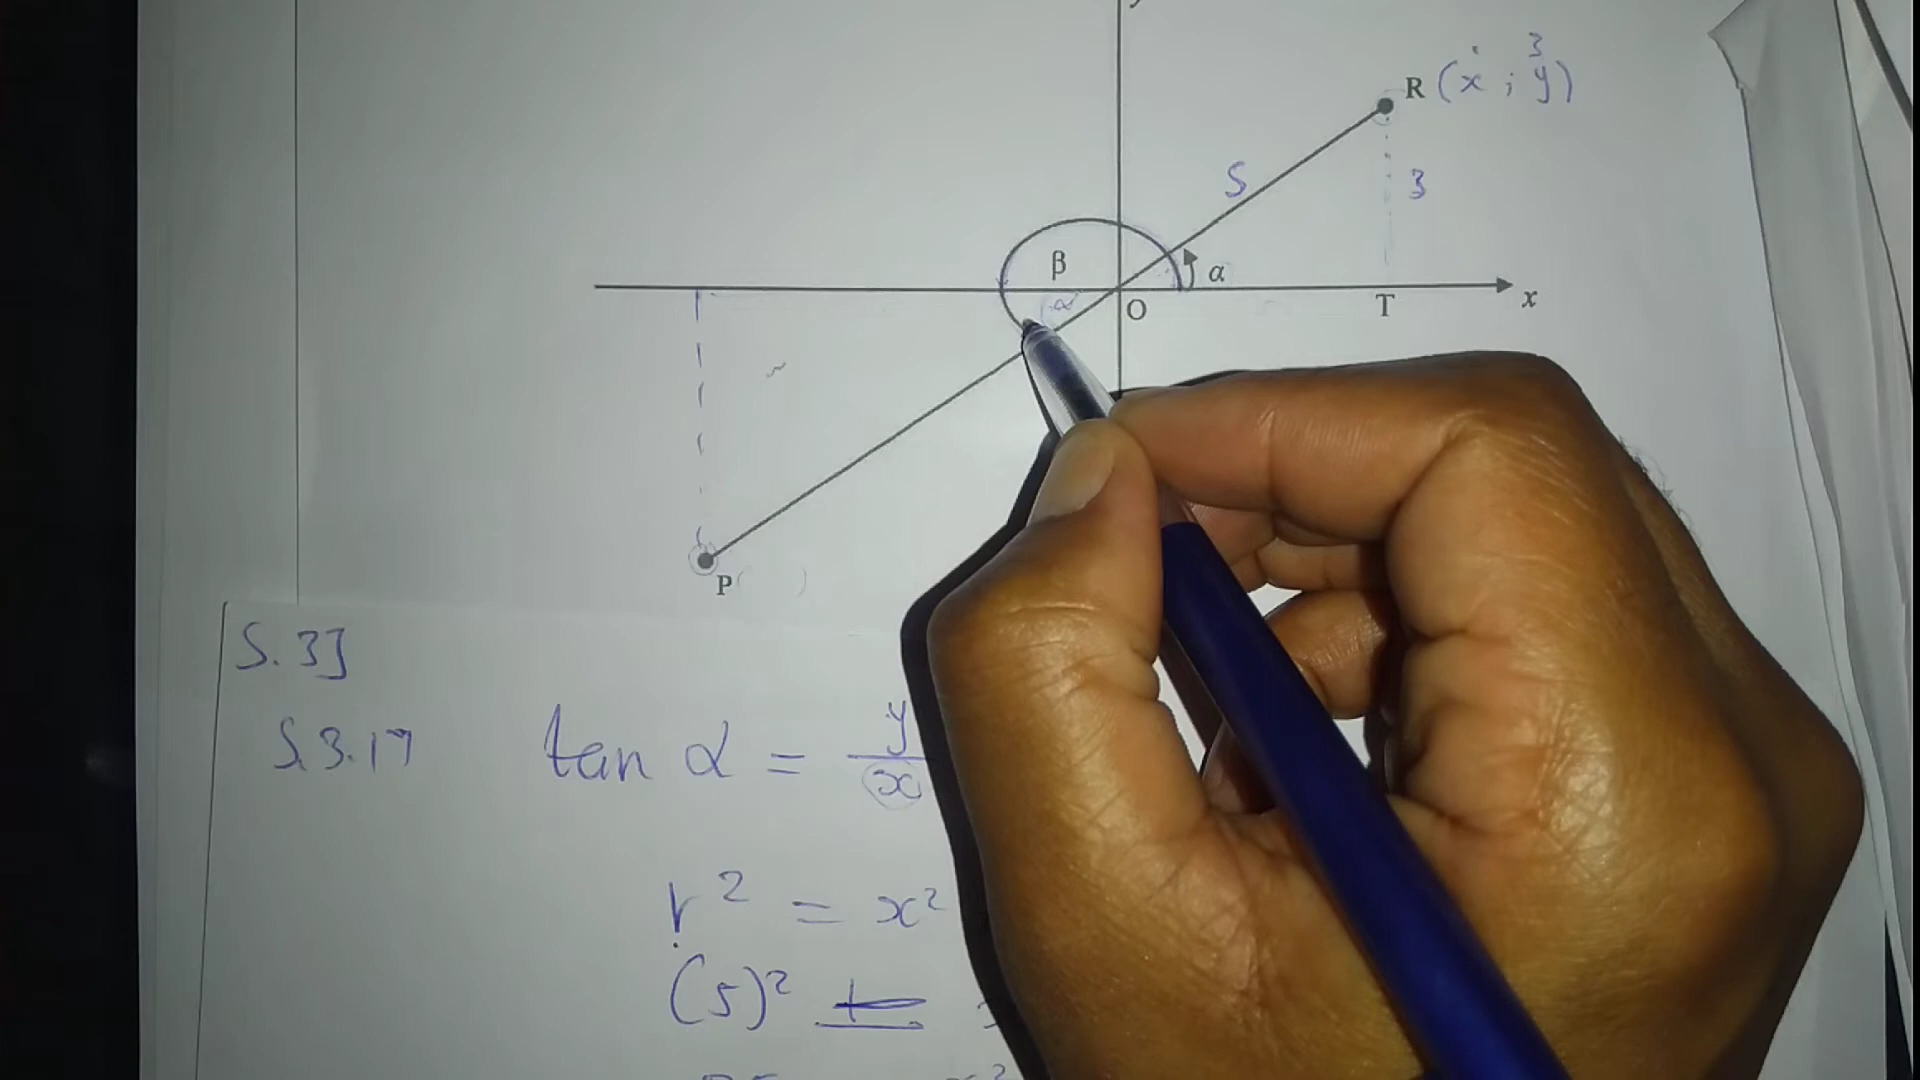 3
R (x ; y)
S
3
β
α
α
O
T
x
P ( )
5.3]
5.3.1]
tan α = y/x
r² = x²
(5)²